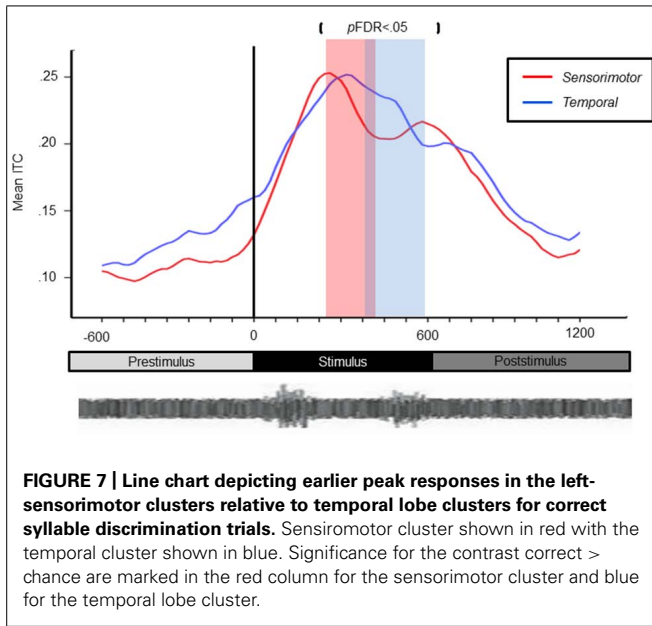 ( pFDR<.05 )
Sensorimotor
Temporal
.25
.20
.15
.10
Mean ITC
-600 0 600 1200
Prestimulus Stimulus Poststimulus
FIGURE 7 | Line chart depicting earlier peak responses in the left-
sensorimotor clusters relative to temporal lobe clusters for correct
syllable discrimination trials. Sensiromotor cluster shown in red with the
temporal cluster shown in blue. Significance for the contrast correct >
chance are marked in the red column for the sensorimotor cluster and blue
for the temporal lobe cluster.